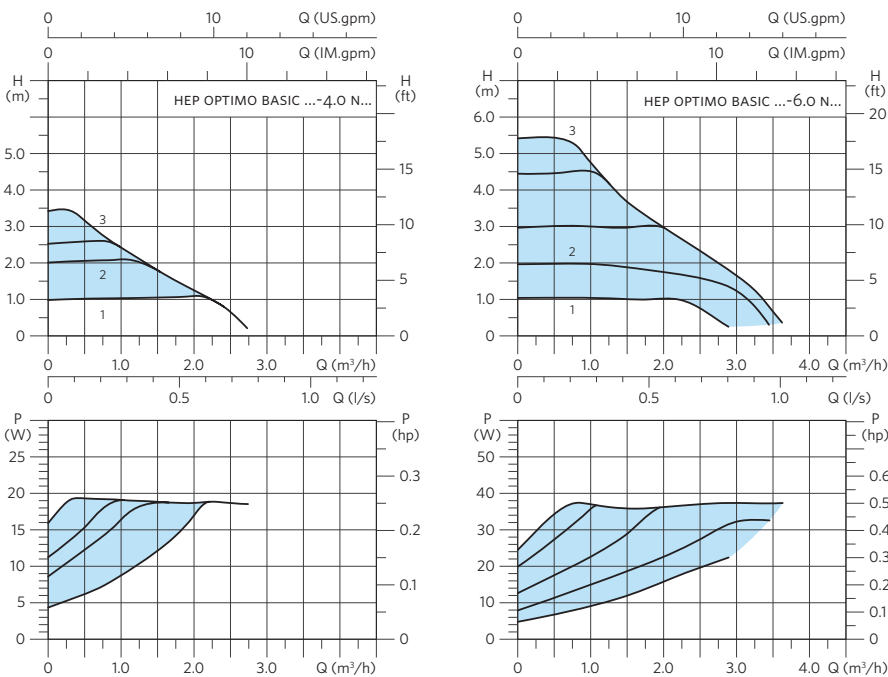 0 10 Q (US.gpm)
0 10 Q (IM.gpm)
H (m)
H (ft)
HEP OPTIMO BASIC ...-4.0 N...
5.0
4.0
3.0
2.0
1.0
0
15
10
5
0
3
2
1
0 1.0 2.0 3.0 Q (m³/h)
0 0.5 1.0 Q (l/s)
P (W)
P (hp)
25
20
15
10
5
0
0.3
0.2
0.1
0
0 1.0 2.0 3.0 Q (m³/h)
0 10 Q (US.gpm)
0 10 Q (IM.gpm)
H (m)
H (ft)
HEP OPTIMO BASIC ...-6.0 N...
6.0
5.0
4.0
3.0
2.0
1.0
0
20
15
10
5
0
3
2
1
0 1.0 2.0 3.0 4.0 Q (m³/h)
0 0.5 1.0 Q (l/s)
P (W)
P (hp)
50
40
30
20
10
0
0.6
0.5
0.4
0.3
0.2
0.1
0
0 1.0 2.0 3.0 4.0 Q (m³/h)